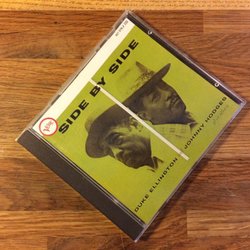 SIDE BY SIDE
Verve
DUKE ELLINGTON
JOHNNY HODGES